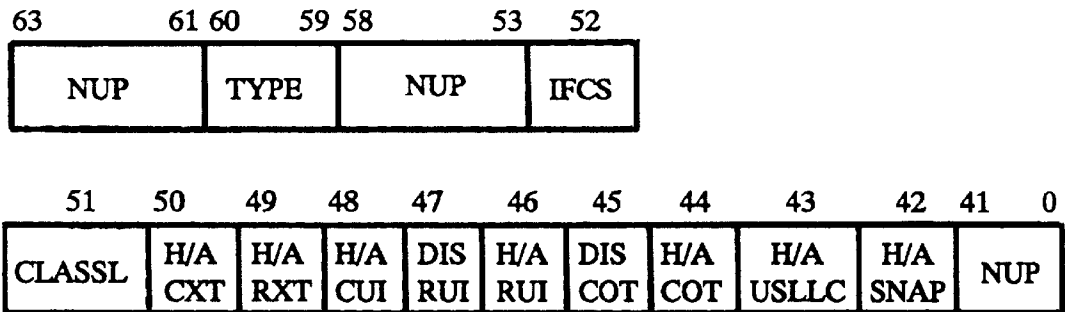 63 61 60 59 58 53 52
NUP TYPE NUP IFCS
51 50 49 48 47 46 45 44 43 42 41 0
CLASSL H/A CXT H/A RXT H/A CUI DIS RUI H/A RUI DIS COT H/A COT H/A USLLC H/A SNAP NUP